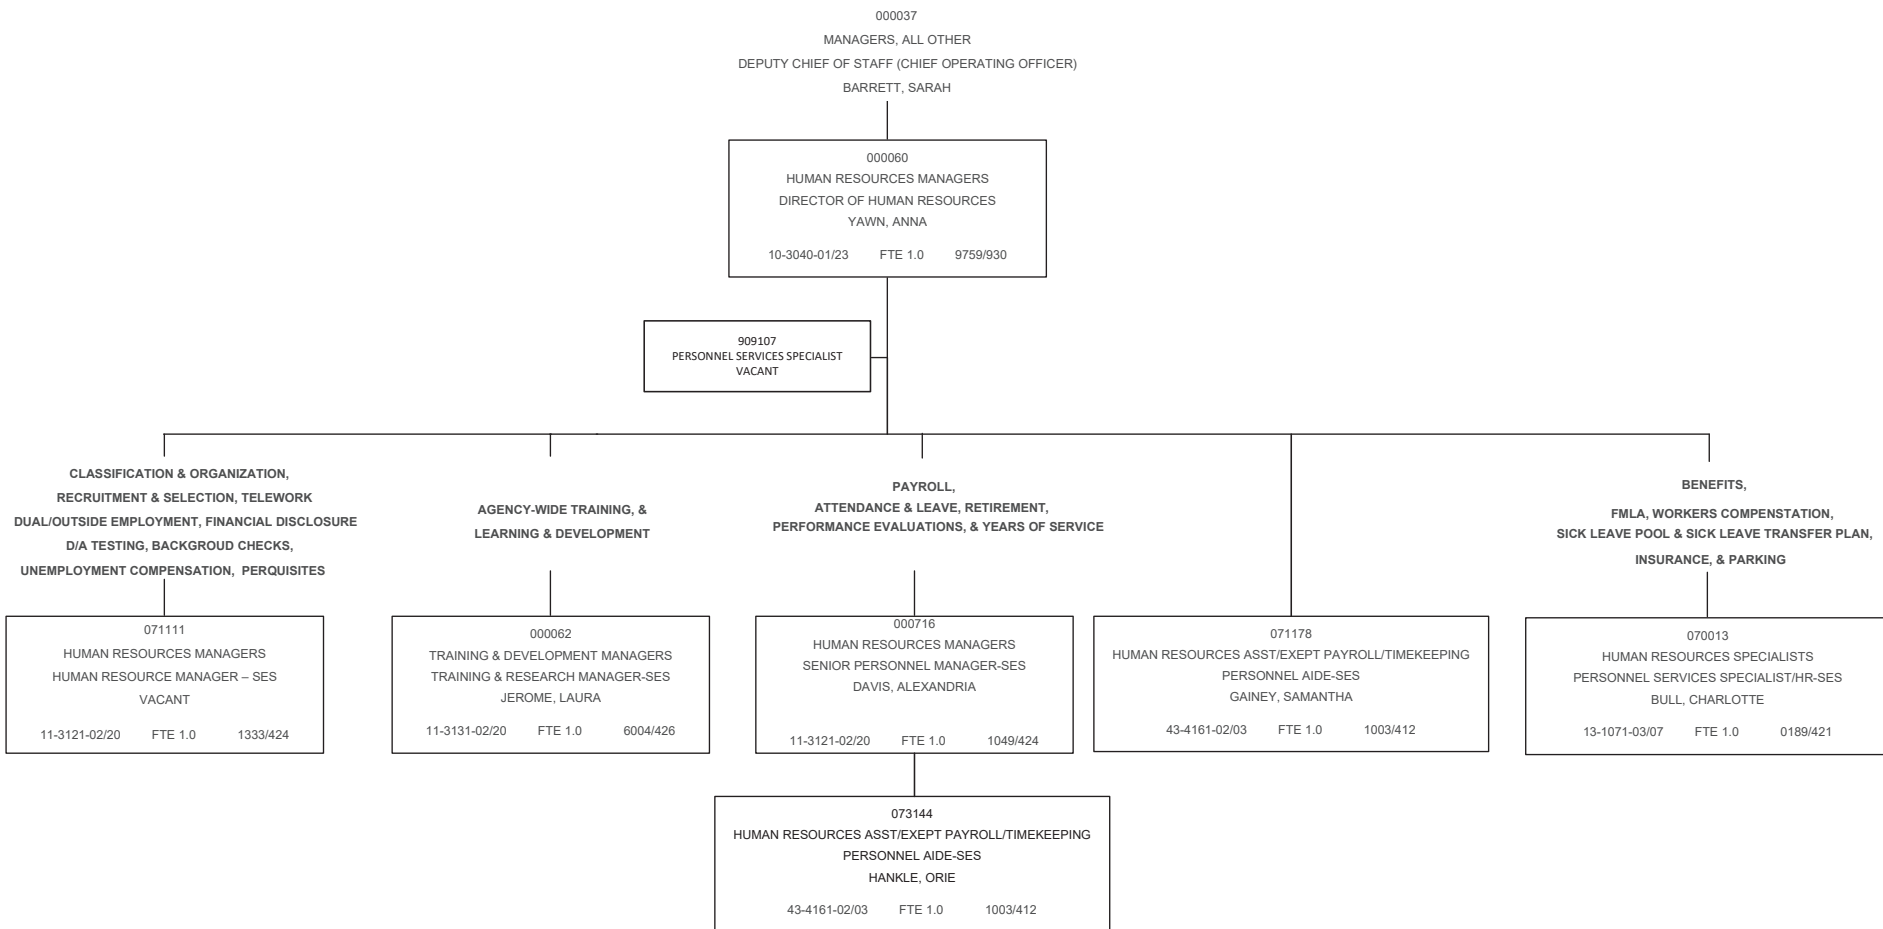 000037
MANAGERS, ALL OTHER
DEPUTY CHIEF OF STAFF (CHIEF OPERATING OFFICER)
BARRETT, SARAH
000060
HUMAN RESOURCES MANAGERS
DIRECTOR OF HUMAN RESOURCES
YAWN, ANNA
10-3040-01/23 FTE 1.0 9759/930
909107
PERSONNEL SERVICES SPECIALIST
VACANT
CLASSIFICATION & ORGANIZATION,
RECRUITMENT & SELECTION, TELEWORK
DUAL/OUTSIDE EMPLOYMENT, FINANCIAL DISCLOSURE
D/A TESTING, BACKGROUD CHECKS,
UNEMPLOYMENT COMPENSATION, PERQUISITES
AGENCY-WIDE TRAINING, &
LEARNING & DEVELOPMENT
PAYROLL,
ATTENDANCE & LEAVE, RETIREMENT,
PERFORMANCE EVALUATIONS, & YEARS OF SERVICE
BENEFITS,
FMLA, WORKERS COMPENSTATION,
SICK LEAVE POOL & SICK LEAVE TRANSFER PLAN,
INSURANCE, & PARKING
071111
HUMAN RESOURCES MANAGERS
HUMAN RESOURCE MANAGER – SES
VACANT
11-3121-02/20 FTE 1.0 1333/424
000062
TRAINING & DEVELOPMENT MANAGERS
TRAINING & RESEARCH MANAGER-SES
JEROME, LAURA
11-3131-02/20 FTE 1.0 6004/426
000716
HUMAN RESOURCES MANAGERS
SENIOR PERSONNEL MANAGER-SES
DAVIS, ALEXANDRIA
11-3121-02/20 FTE 1.0 1049/424
071178
HUMAN RESOURCES ASST/EXEPT PAYROLL/TIMEKEEPING
PERSONNEL AIDE-SES
GAINEY, SAMANTHA
43-4161-02/03 FTE 1.0 1003/412
070013
HUMAN RESOURCES SPECIALISTS
PERSONNEL SERVICES SPECIALIST/HR-SES
BULL, CHARLOTTE
13-1071-03/07 FTE 1.0 0189/421
073144
HUMAN RESOURCES ASST/EXEPT PAYROLL/TIMEKEEPING
PERSONNEL AIDE-SES
HANKLE, ORIE
43-4161-02/03 FTE 1.0 1003/412